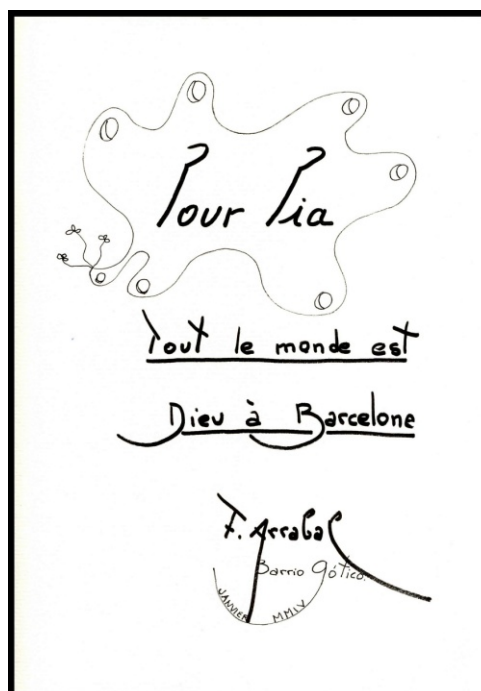 Pour Pia
Tout le monde est
Dieu à Barcelone
F. Arrabal
Barrio gótico.
JANVIER MMIV